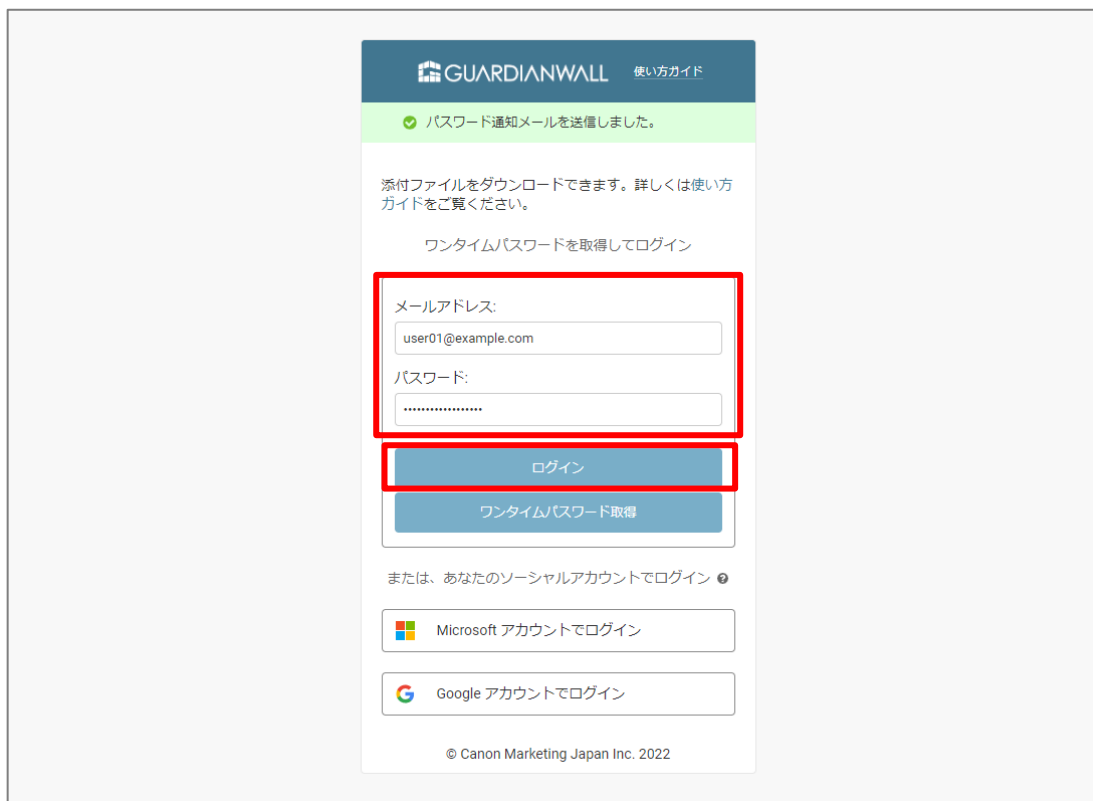 GUARDIANWALL 使い方ガイド
パスワード通知メールを送信しました。
添付ファイルをダウンロードできます。詳しくは使い方
ガイドをご覧ください。
ワンタイムパスワードを取得してログイン
メールアドレス:
user01@example.com
パスワード:
••••••••••••••••••
ログイン
ワンタイムパスワード取得
または、あなたのソーシャルアカウントでログイン
Microsoft アカウントでログイン
Google アカウントでログイン
© Canon Marketing Japan Inc. 2022